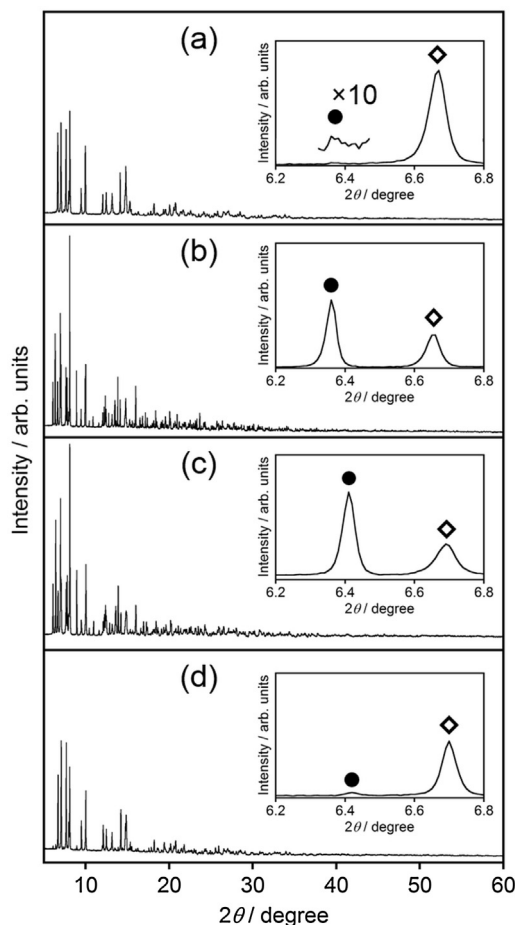 Intensity / arb. units
(a)
Intensity / arb. units
×10
6.2 6.4 6.6 6.8
2θ / degree
(b)
Intensity / arb. units
6.2 6.4 6.6 6.8
2θ / degree
(c)
Intensity / arb. units
6.2 6.4 6.6 6.8
2θ / degree
(d)
Intensity / arb. units
6.2 6.4 6.6 6.8
2θ / degree
10 20 30 40 50 60
2θ / degree